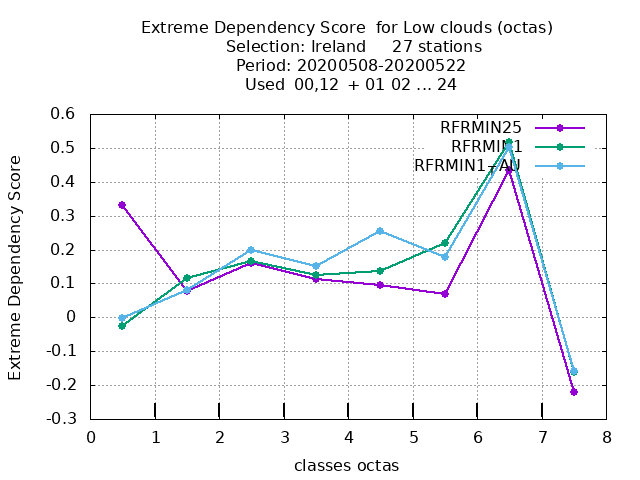 Extreme Dependency Score  for Low clouds (octas)
Selection: Ireland     27 stations
Period: 20200508-20200522
Used  00,12  + 01 02 ... 24
RFRMIN25
RFRMIN1
RFRMIN1-AU
Extreme Dependency Score
0.6
0.5
0.4
0.3
0.2
0.1
0
-0.1
-0.2
-0.3
0 1 2 3 4 5 6 7 8
classes octas